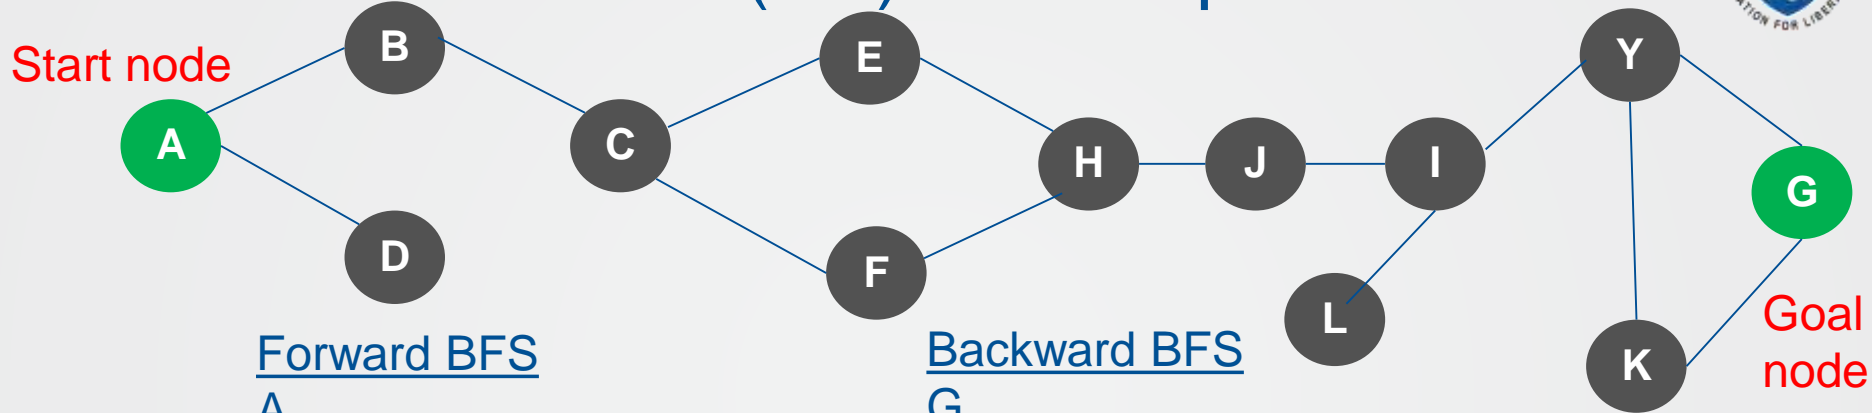 Start node
A
B
D
C
E
F
H
J
I
L
Y
K
G
Goal
node
Forward BFS
A
Backward BFS
G